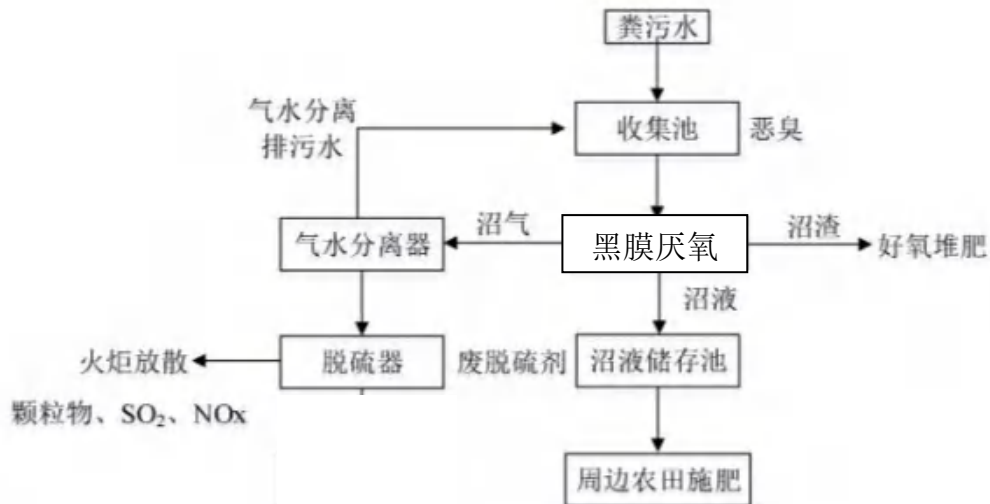 粪污水
气水分离
排污水
收集池
恶臭
气水分离器
沼气
黑膜厌氧
沼渣
好氧堆肥
沼液
火炬放散
脱硫器
废脱硫剂
沼液储存池
颗粒物、SO₂、NOx
周边农田施肥